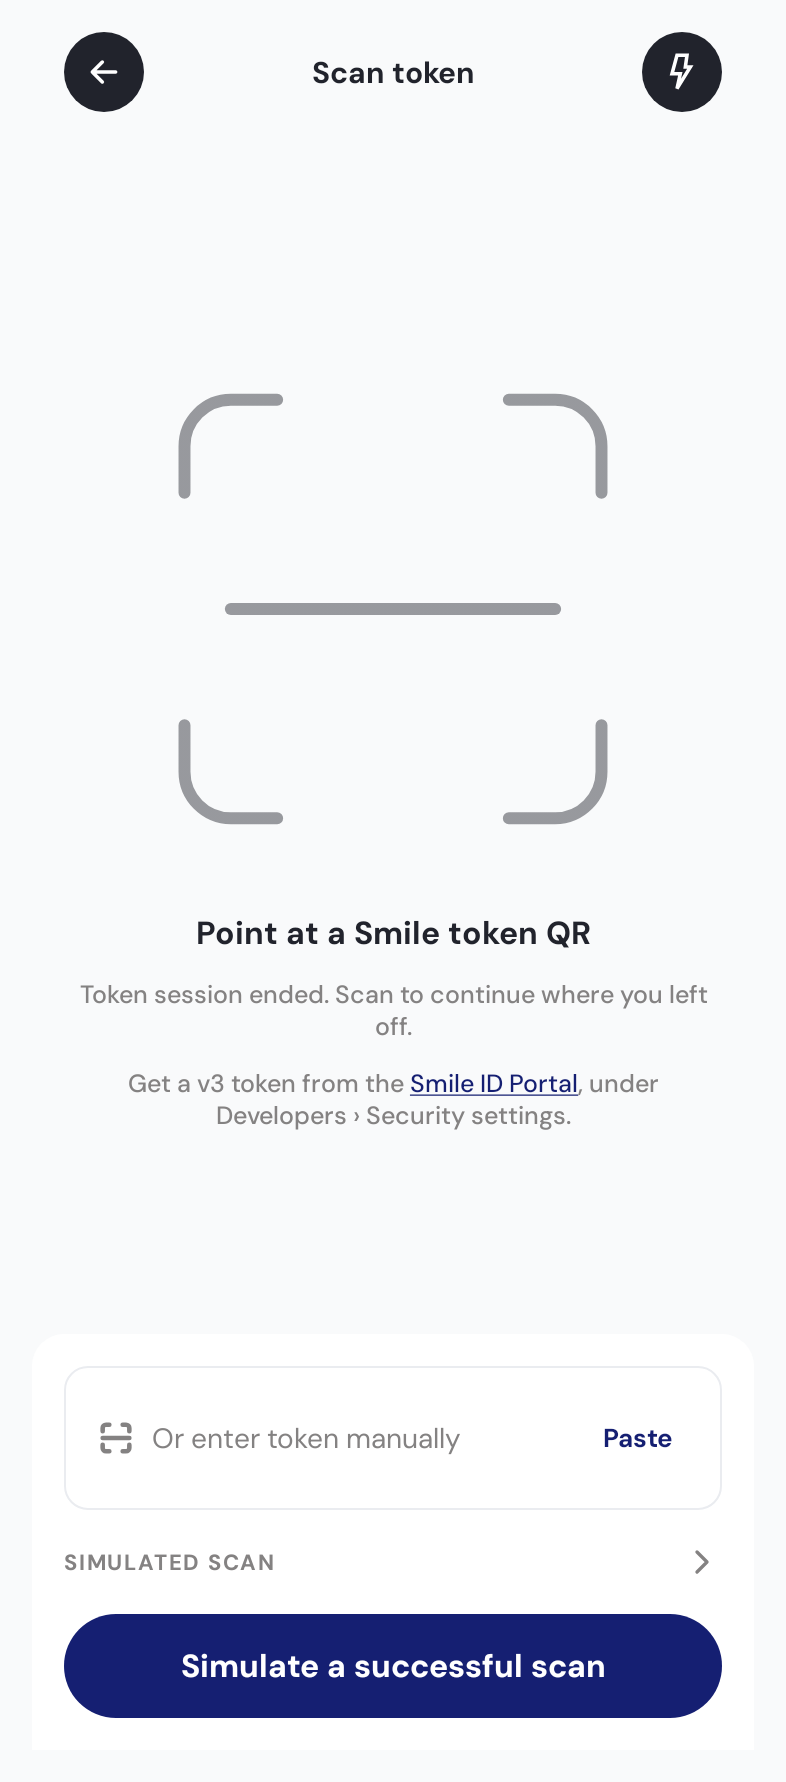 Scan token
Point at a Smile token QR
Token session ended. Scan to continue where you left
off.
Get a v3 token from the Smile ID Portal, under
Developers › Security settings.
Or enter token manually
Paste
SIMULATED SCAN
Simulate a successful scan